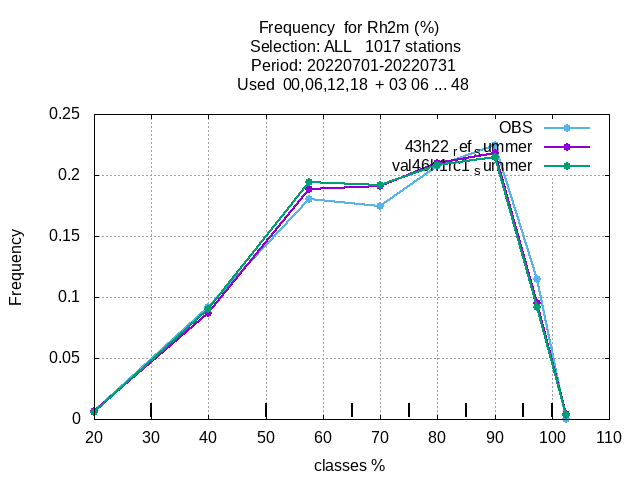 Frequency for Rh2m (%)
Selection: ALL 1017 stations
Period: 20220701-20220731
Used 00,06,12,18 + 03 06 ... 48
0.25
0.2
0.15
0.1
0.05
0
Frequency
OBS
43h22 ref summer
val46h1rc1 summer
20 30 40 50 60 70 80 90 100 110
classes %